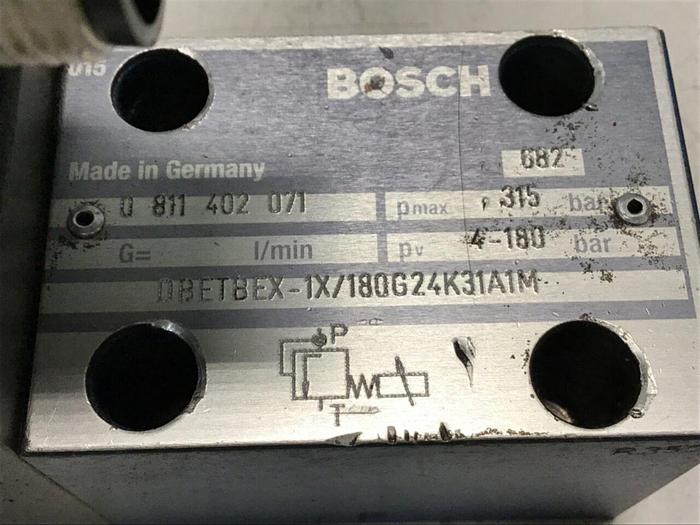 015
BOSCH
Made in Germany 682
0 811 402 071 pmax 315 bar
G= l/min pv 4-180 bar
DBETBEX-1X/180G24K31A1M
P
T